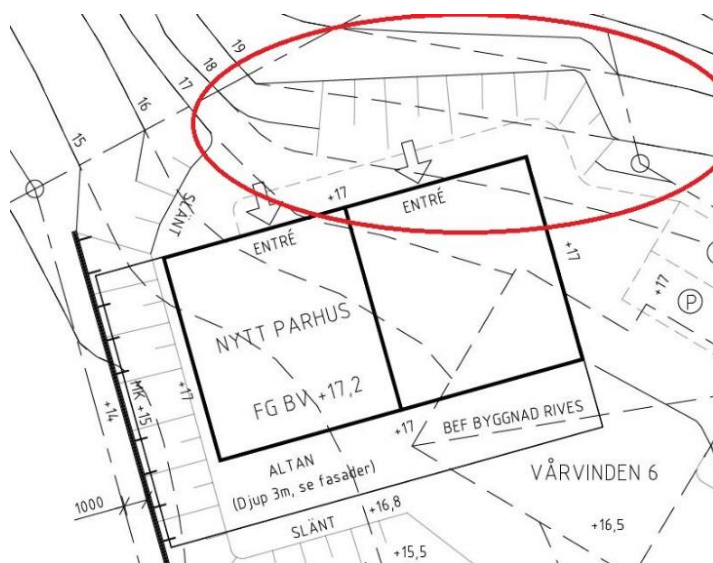 19
18
17
16
15
SLÄNT
+17
ENTRÉ
ENTRÉ
+17
+17
P
NYTT PARHUS
FG BV +17,2
+17
MK +15
+14
+17
BEF BYGGNAD RIVES
ALTAN
(Djup 3m, se fasader)
VÅRVINDEN 6
1000
+16,8
SLÄNT
+16,5
+15,5